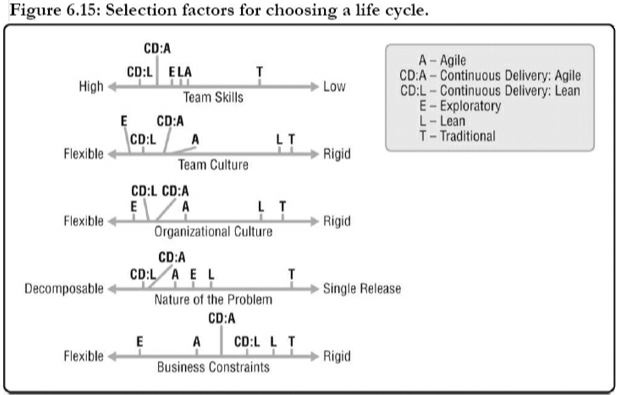 Figure 6.15: Selection factors for choosing a life cycle.
CD:A
CD:L E L A T
High Low
Team Skills
A – Agile
CD:A – Continuous Delivery: Agile
CD:L – Continuous Delivery: Lean
E – Exploratory
L – Lean
T – Traditional
E CD:A
CD:L A L T
Flexible Rigid
Team Culture
CD:L CD:A
E A L T
Flexible Rigid
Organizational Culture
CD:A
CD:L A E L T
Decomposable Single Release
Nature of the Problem
CD:A
E A CD:L L T
Flexible Rigid
Business Constraints